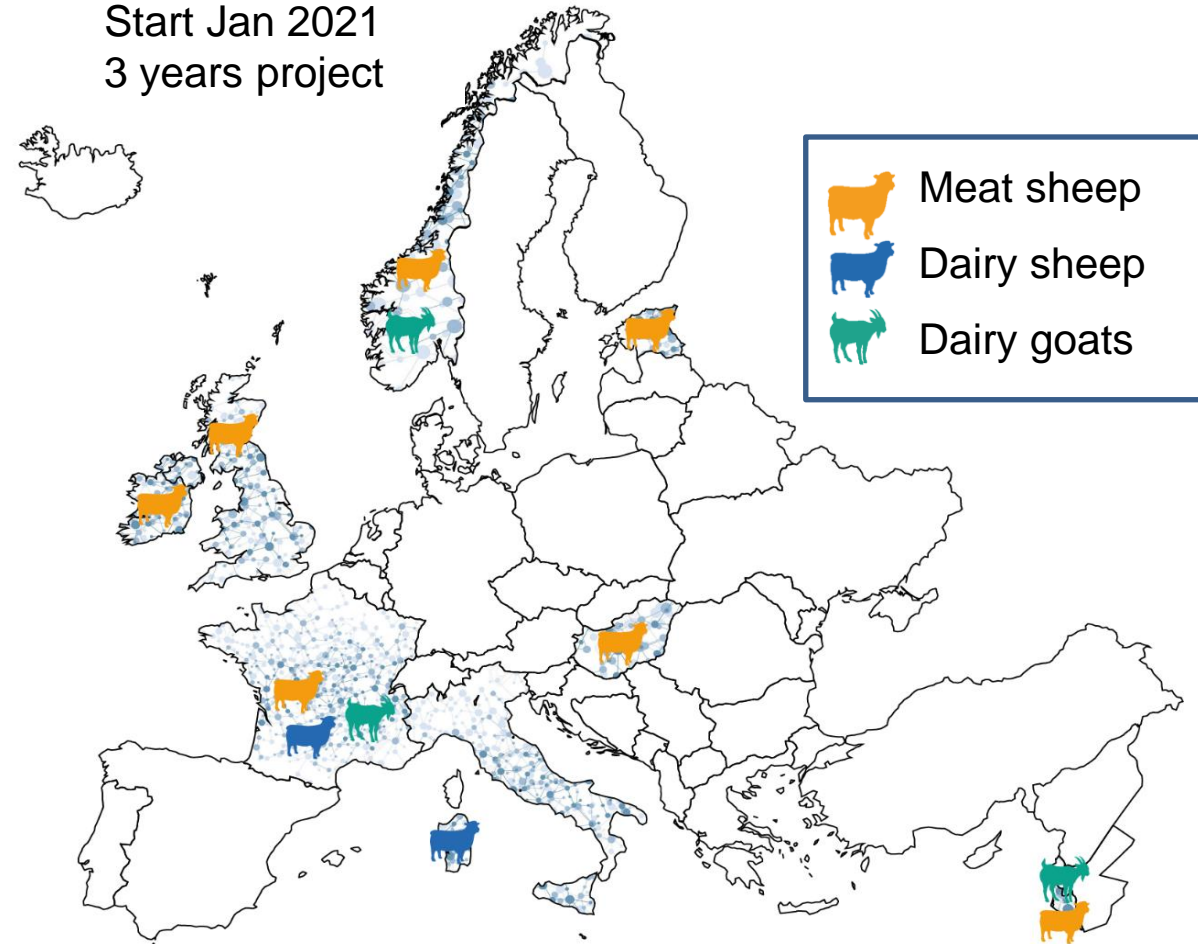 Start Jan 2021
3 years project
Meat sheep
Dairy sheep
Dairy goats